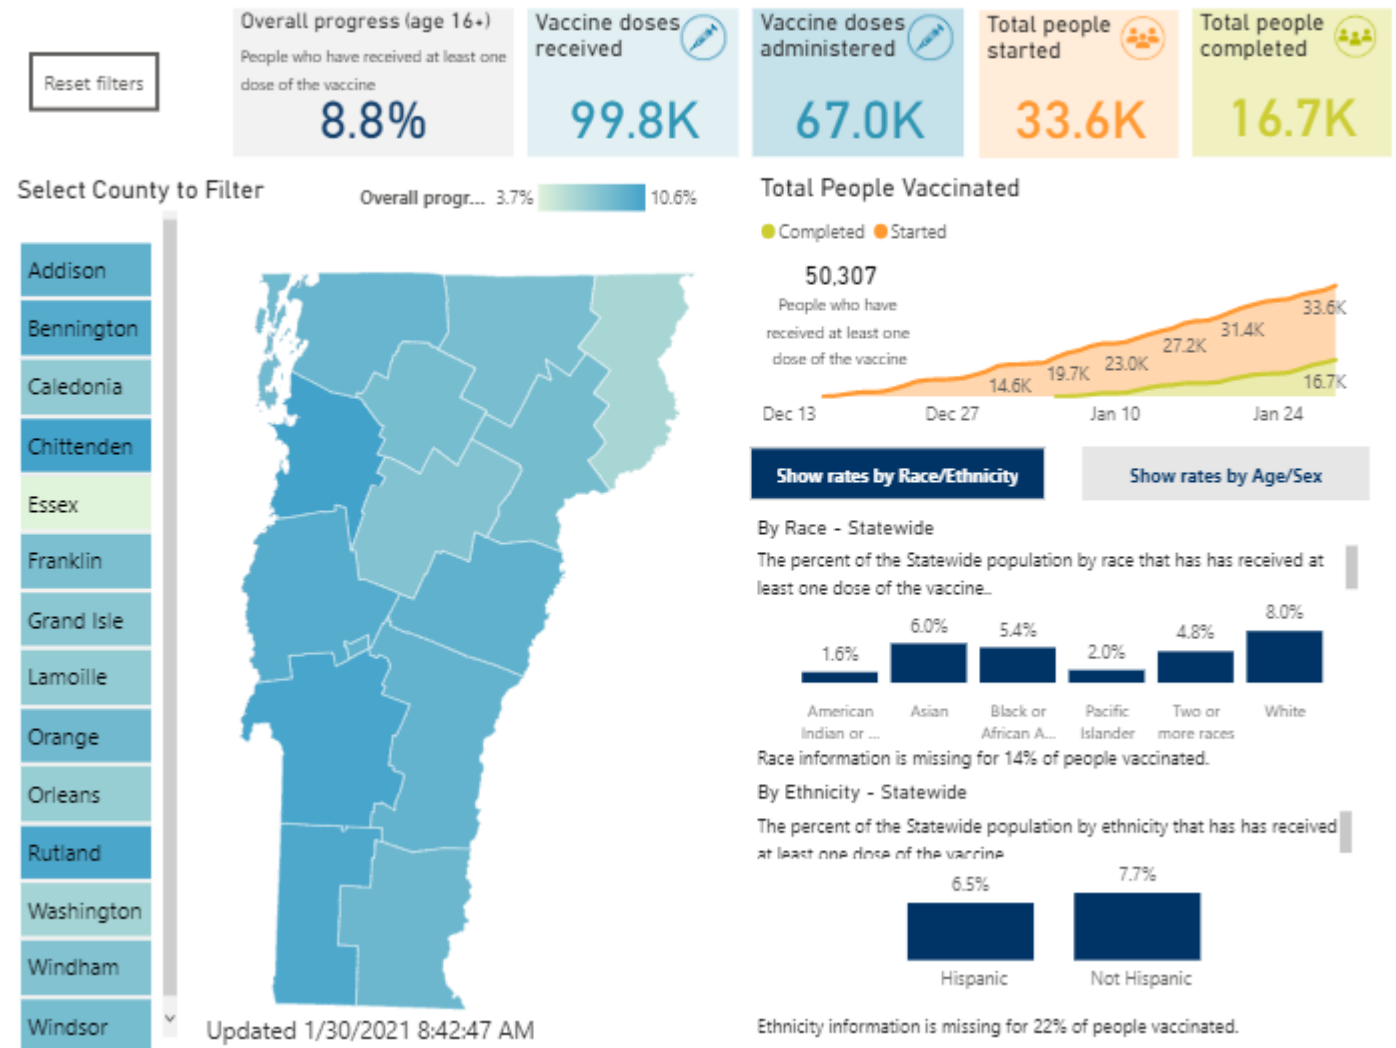 Reset filters
Overall progress (age 16+)
People who have received at least one
dose of the vaccine
8.8%
Vaccine doses
received
99.8K
Vaccine doses
administered
67.0K
Total people
started
33.6K
Total people
completed
16.7K
Select County to Filter
Overall progr... 3.7% 10.6%
Addison
Bennington
Caledonia
Chittenden
Essex
Franklin
Grand Isle
Lamoille
Orange
Orleans
Rutland
Washington
Windham
Windsor
Updated 1/30/2021 8:42:47 AM
Total People Vaccinated
Completed Started
50,307
People who have
received at least one
dose of the vaccine
14.6K 19.7K 23.0K 27.2K 31.4K 33.6K
16.7K
Dec 13 Dec 27 Jan 10 Jan 24
Show rates by Race/Ethnicity Show rates by Age/Sex
By Race - Statewide
The percent of the Statewide population by race that has has received at
least one dose of the vaccine..
1.6% 6.0% 5.4% 2.0% 4.8% 8.0%
American Asian Black or Pacific Two or White
Indian or ... African A... Islander more races
Race information is missing for 14% of people vaccinated.
By Ethnicity - Statewide
The percent of the Statewide population by ethnicity that has has received
at least one dose of the vaccine
6.5% 7.7%
Hispanic Not Hispanic
Ethnicity information is missing for 22% of people vaccinated.